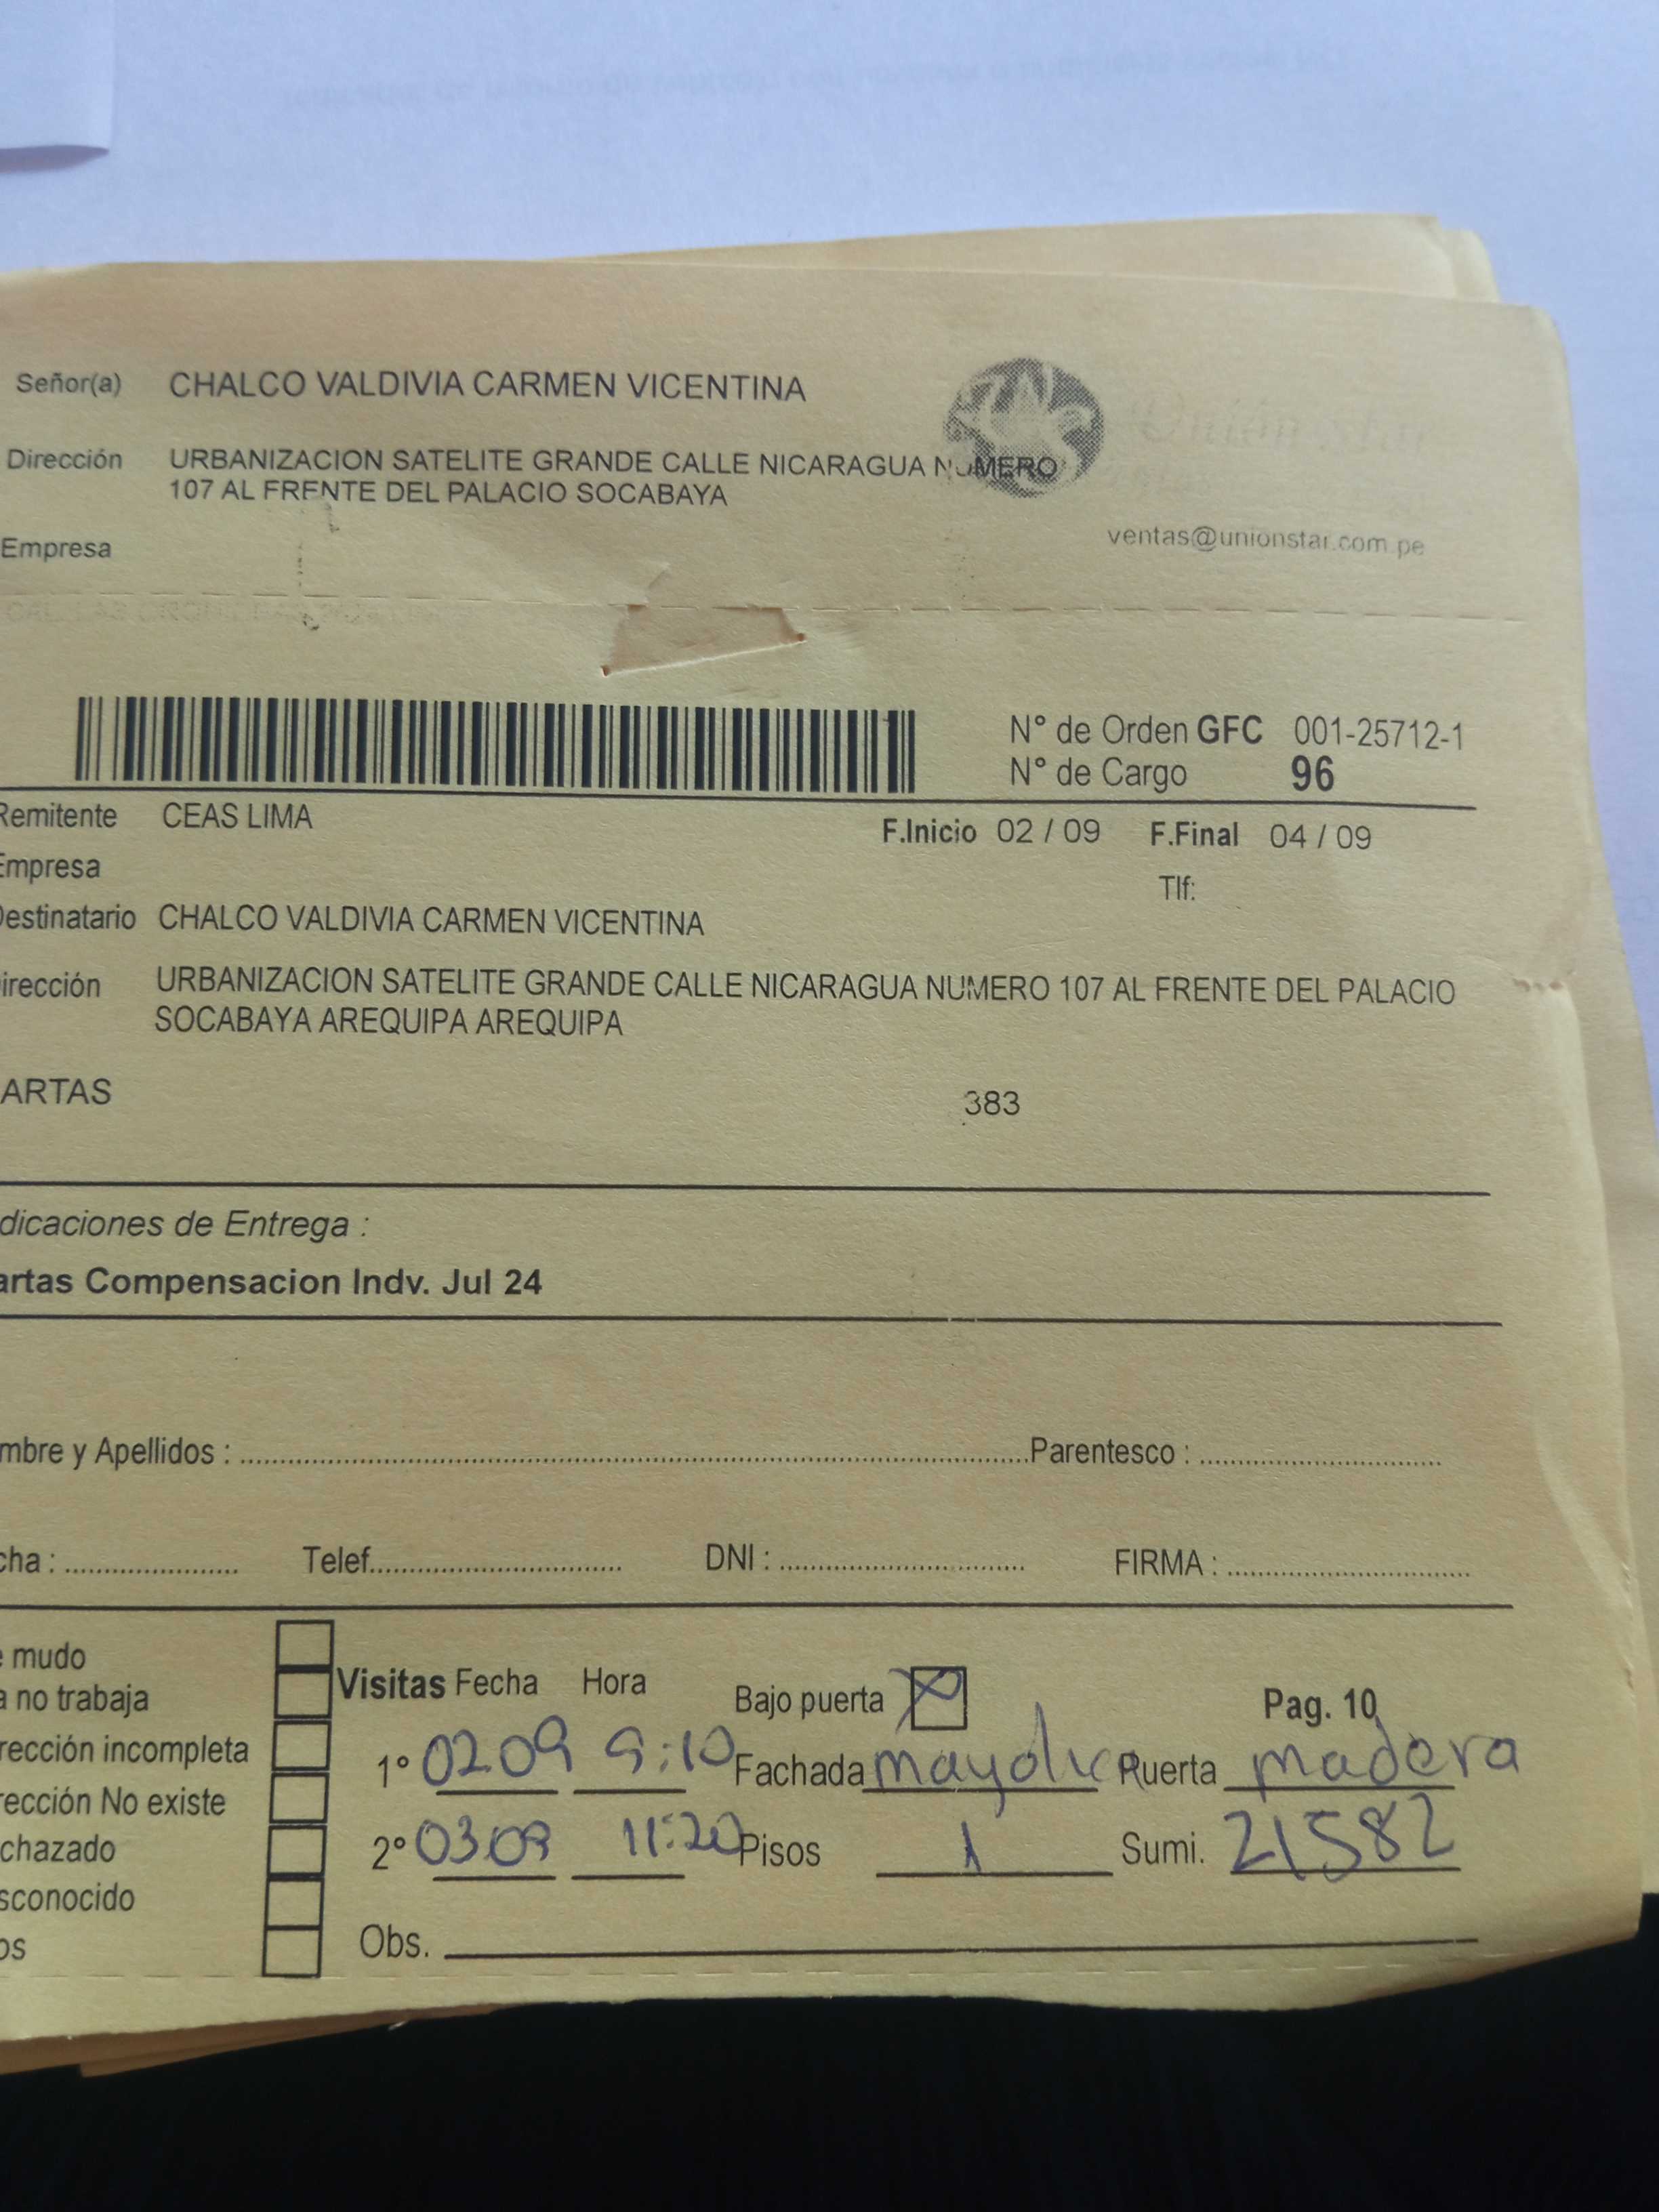 Señor(a) CHALCO VALDIVIA CARMEN VICENTINA
Dirección URBANIZACION SATELITE GRANDE CALLE NICARAGUA NUMERO
107 AL FRENTE DEL PALACIO SOCABAYA
ventas@unionstar.com.pe
Empresa
N° de Orden GFC 001-25712-1
N° de Cargo 96
Remitente CEAS LIMA
F.Inicio 02 / 09 F.Final 04 / 09
Empresa
Tlf:
Destinatario CHALCO VALDIVIA CARMEN VICENTINA
irección URBANIZACION SATELITE GRANDE CALLE NICARAGUA NUMERO 107 AL FRENTE DEL PALACIO
SOCABAYA AREQUIPA AREQUIPA
ARTAS 383
dicaciones de Entrega :
artas Compensacion Indv. Jul 24
mbre y Apellidos : Parentesco :
cha : Telef. DNI : FIRMA :
e mudo
a no trabaja
rección incompleta
rección No existe
chazado
sconocido
os
Visitas Fecha Hora Bajo puerta X Pag. 10
1° 02.09 9:10 Fachada Puerta madera
2° 03.09 11:20 Pisos 1 Sumi. 21582
Obs.